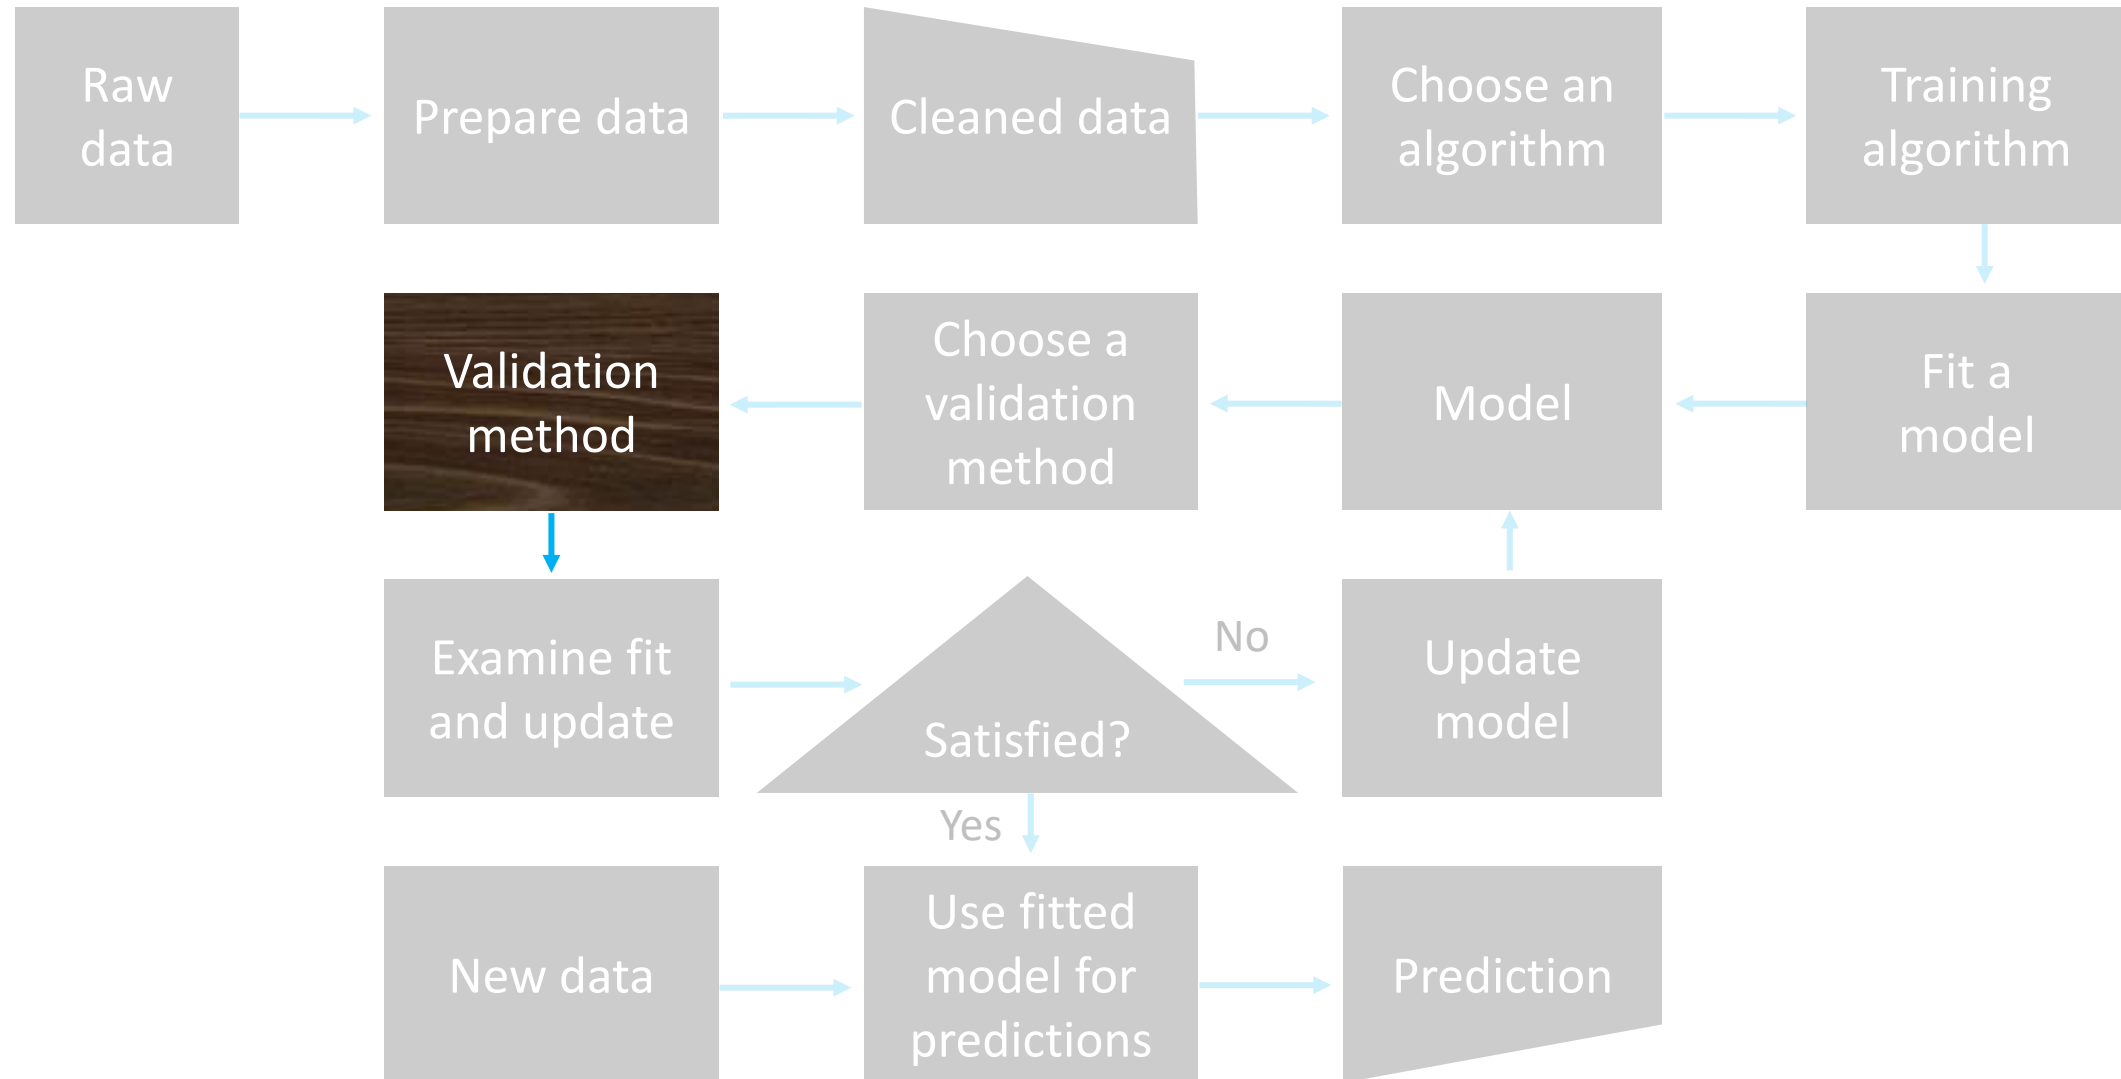 Raw
data
Prepare data
Cleaned data
Choose an
algorithm
Training
algorithm
Validation
method
Choose a
validation
method
Model
Fit a
model
Examine fit
and update
Satisfied?
No
Update
model
Yes
New data
Use fitted
model for
predictions
Prediction